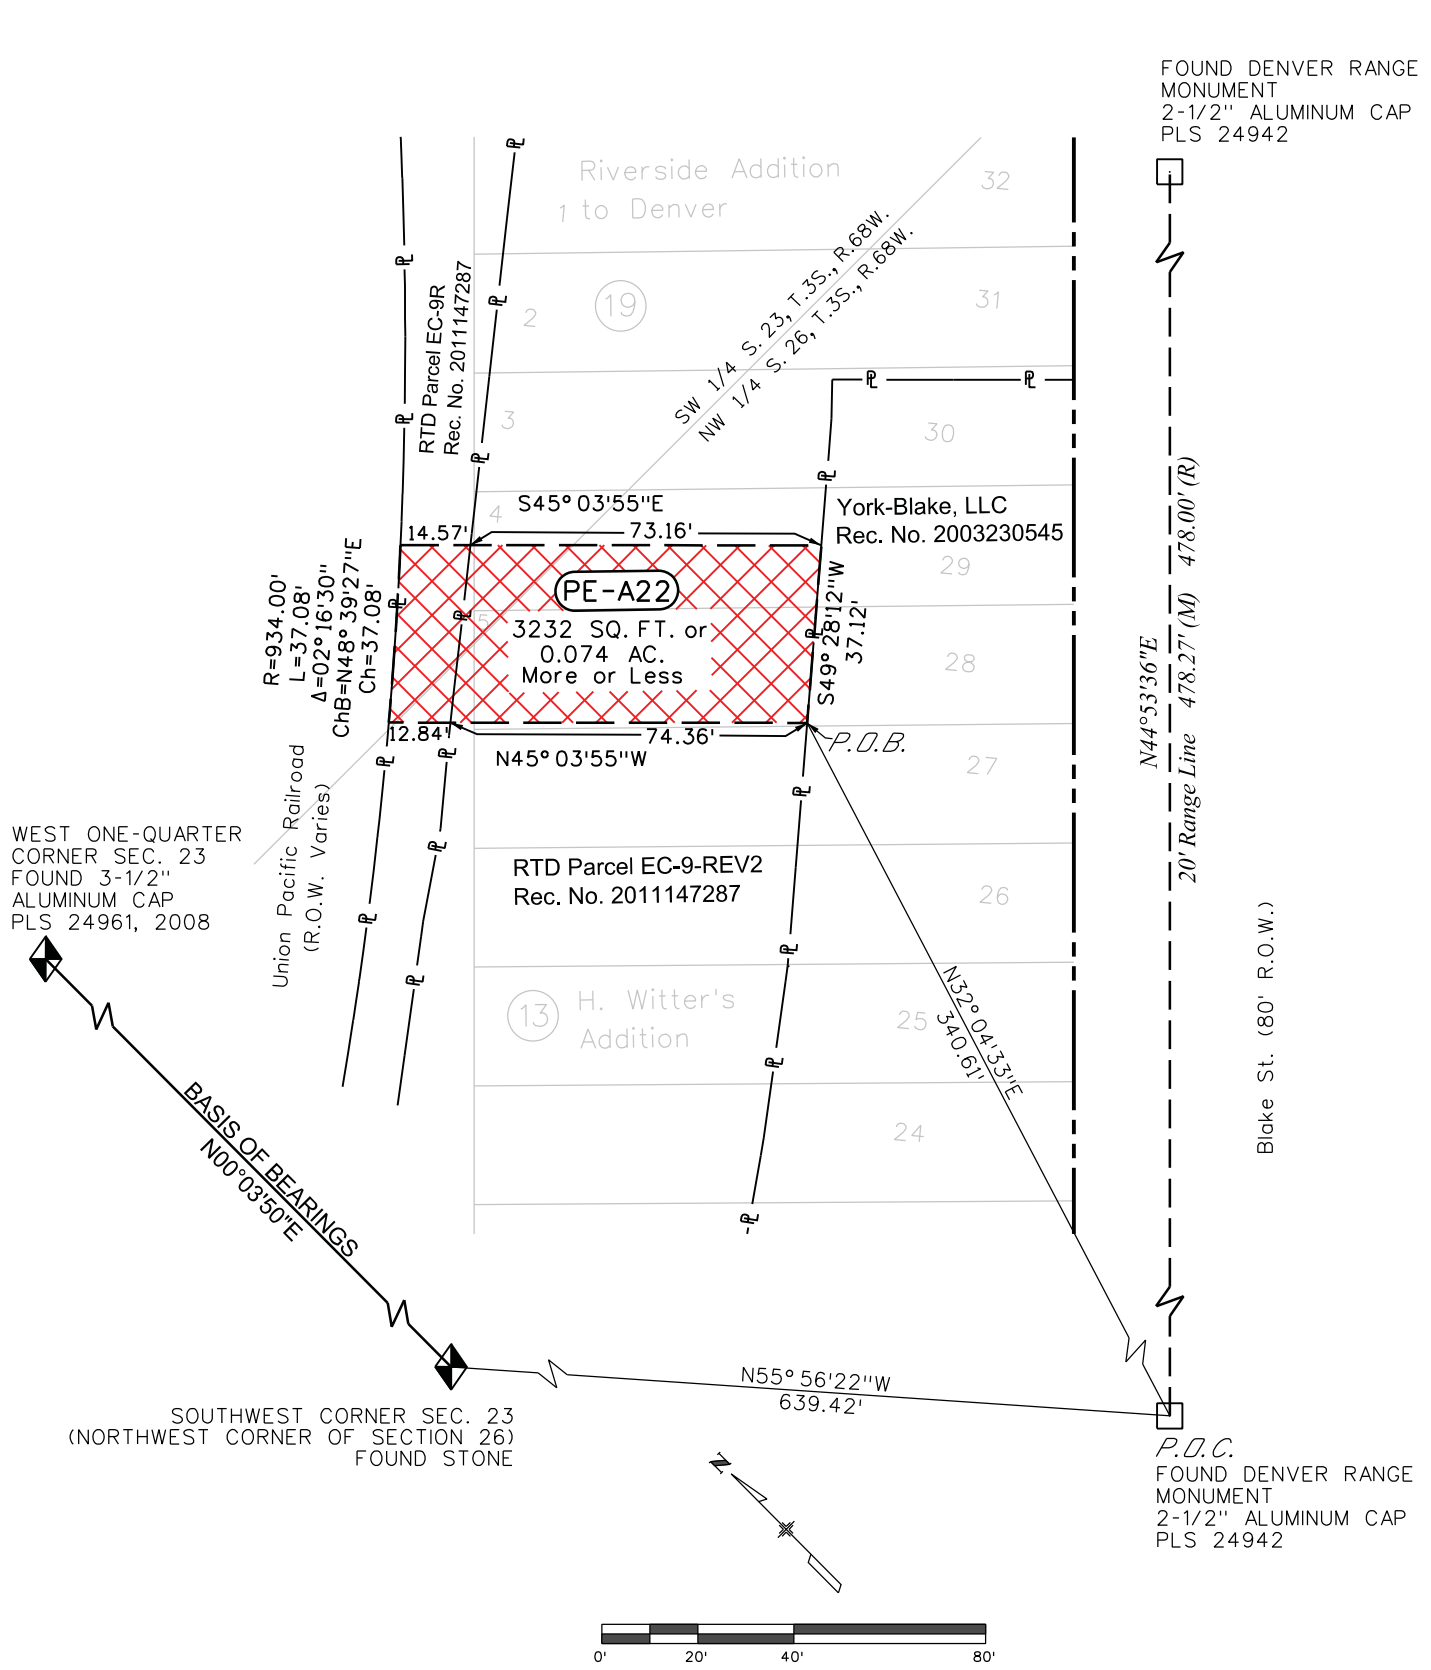 FOUND DENVER RANGE
MONUMENT
2-1/2" ALUMINUM CAP
PLS 24942
Riverside Addition
to Denver
1
32
SW 1/4 S. 23, T.3S., R.68W.
NW 1/4 S. 26, T.3S., R.68W.
RTD Parcel EC-9R
Rec. No. 2011147287
2
19
31
3
30
4
S45°03'55"E
14.57'
73.16'
York-Blake, LLC
Rec. No. 2003230545
29
R=934.00'
L=37.08'
Δ=02°16'30"
ChB=N48°39'27"E
Ch=37.08'
PE-A22
5
3232 SQ. FT. or
0.074 AC.
More or Less
S49°28'12"W
37.12'
28
N44°53'36"E
20' Range Line 478.27' (M) 478.00' (R)
12.84'
74.36'
N45°03'55"W
P.O.B.
27
Union Pacific Railroad
(R.O.W. Varies)
WEST ONE-QUARTER
CORNER SEC. 23
FOUND 3-1/2"
ALUMINUM CAP
PLS 24961, 2008
RTD Parcel EC-9-REV2
Rec. No. 2011147287
26
Blake St. (80' R.O.W.)
13
H. Witter's
Addition
25
N32°04'33"E
340.61'
24
BASIS OF BEARINGS
N00°03'50"E
N55°56'22"W
639.42'
SOUTHWEST CORNER SEC. 23
(NORTHWEST CORNER OF SECTION 26)
FOUND STONE
P.O.C.
FOUND DENVER RANGE
MONUMENT
2-1/2" ALUMINUM CAP
PLS 24942
N
0' 20' 40' 80'